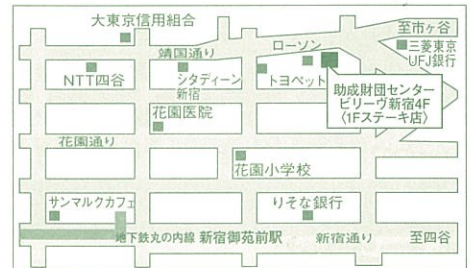 大東京信用組合
至市ヶ谷
靖国通り
ローソン
三菱東京
UFJ銀行
NTT四谷
シタディーン
新宿
トヨペット
助成財団センター
ビリーヴ新宿4F
〈1Fステーキ店〉
花園医院
花園通り
花園小学校
サンマルクカフェ
りそな銀行
地下鉄丸の内線 新宿御苑前駅
新宿通り
至四谷